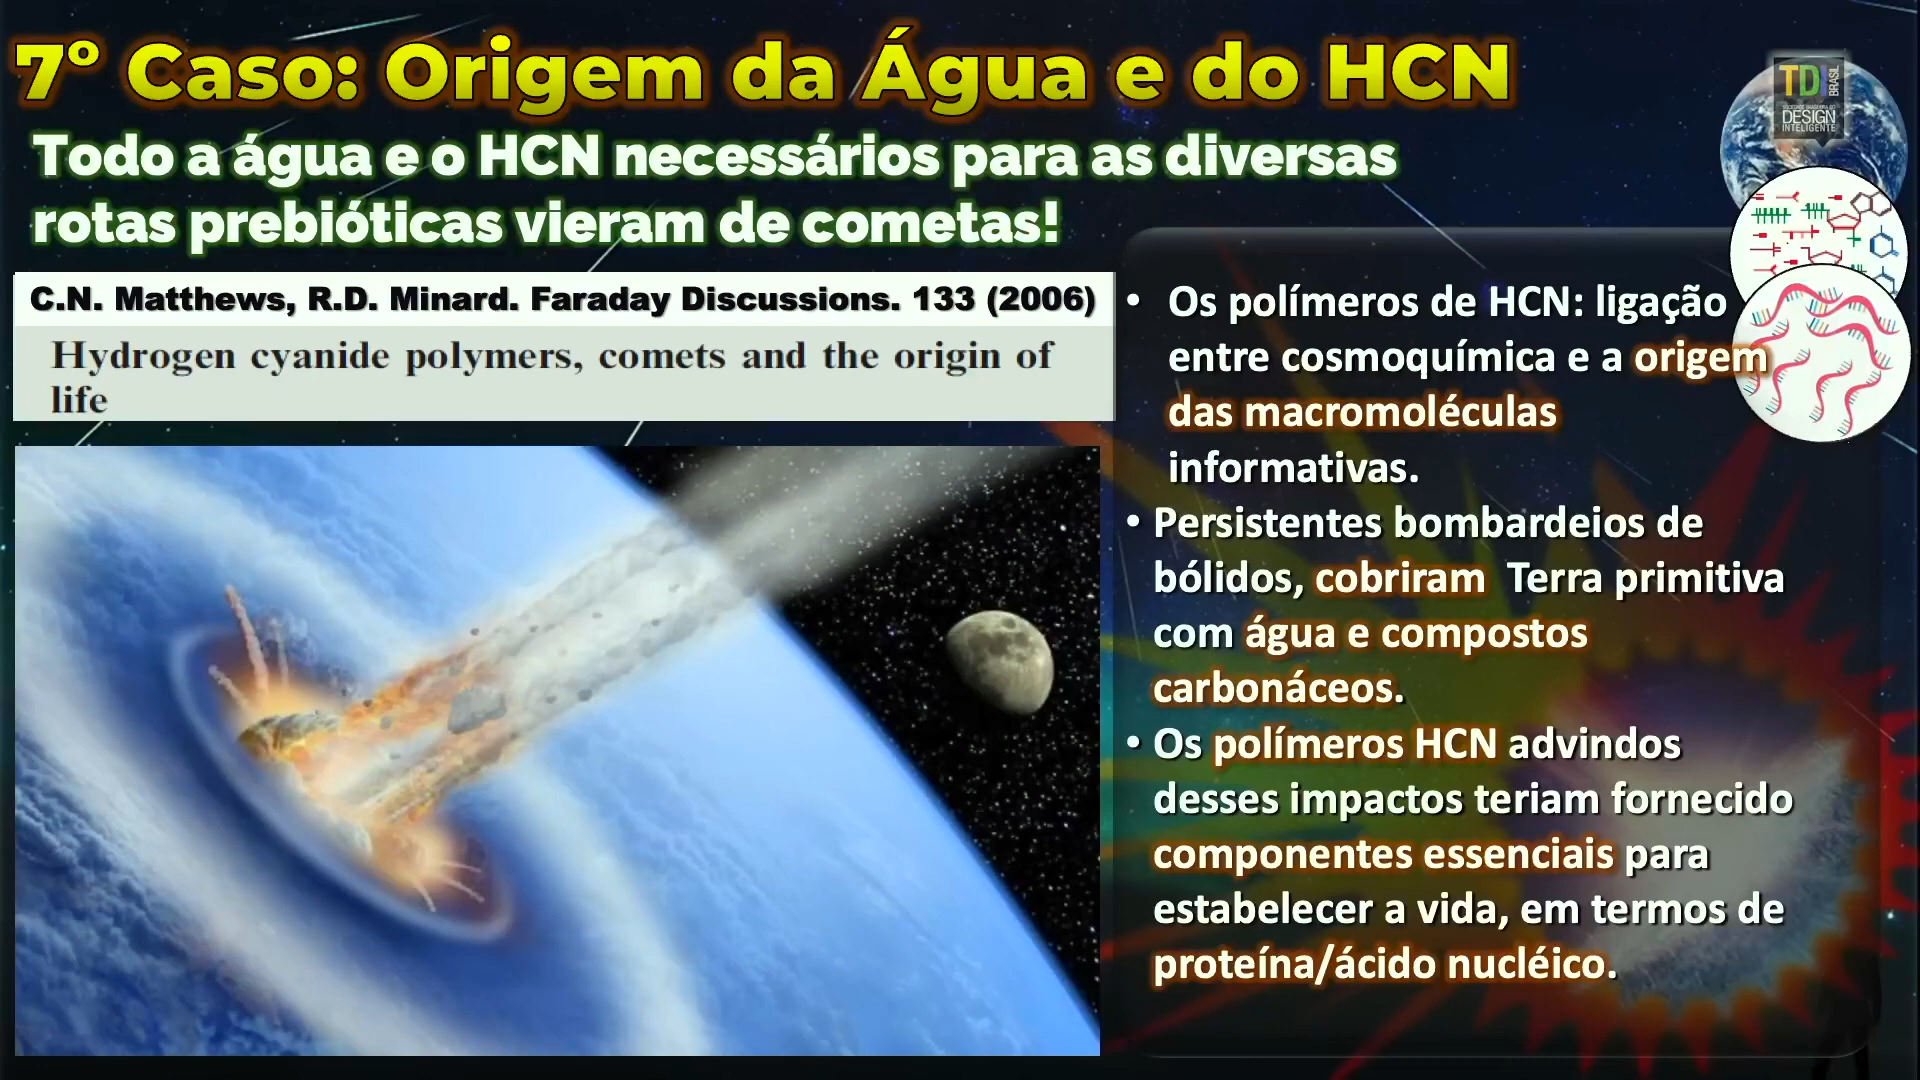 7º Caso: Origem da Água e do HCN
Todo a água e o HCN necessários para as diversas
rotas prebióticas vieram de cometas!
C.N. Matthews, R.D. Minard. Faraday Discussions. 133 (2006)
Hydrogen cyanide polymers, comets and the origin of
life
• Os polímeros de HCN: ligação
entre cosmoquímica e a origem
das macromoléculas
informativas.
• Persistentes bombardeios de
bólidos, cobriram Terra primitiva
com água e compostos
carbonáceos.
• Os polímeros HCN advindos
desses impactos teriam fornecido
componentes essenciais para
estabelecer a vida, em termos de
proteína/ácido nucléico.
TDI
BRASIL
SOCIEDADE BRASILEIRA DO
DESIGN
INTELIGENTE